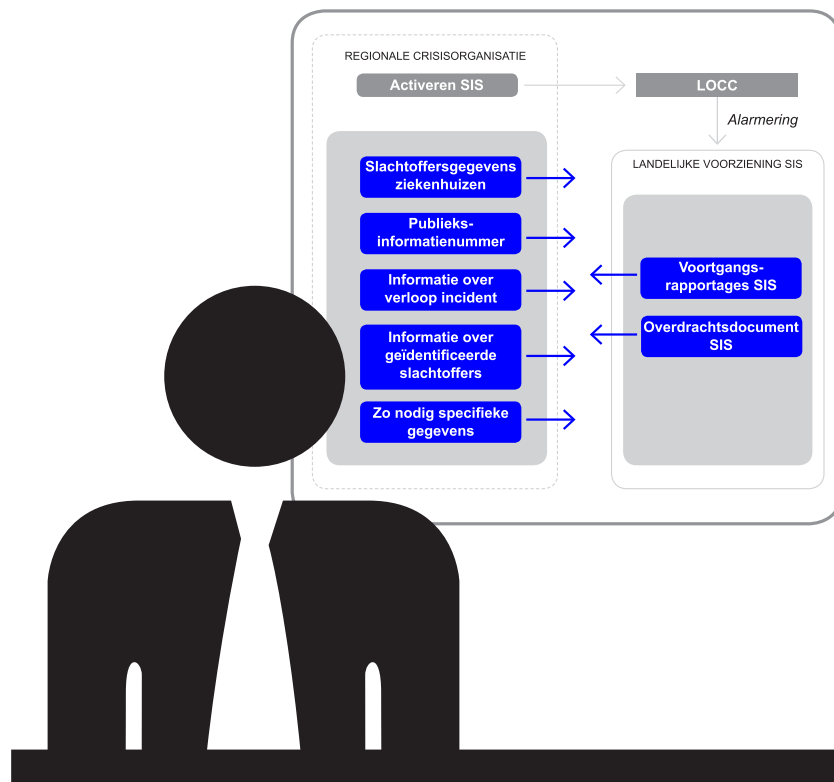 REGIONALE CRISISORGANISATIE
Activeren SIS
LOCC
Alarmering
Slachtoffersgegevens
ziekenhuizen
Publieks-
informatienummer
Informatie over
verloop incident
Informatie over
geïdentificeerde
slachtoffers
Zo nodig specifieke
gegevens
LANDELIJKE VOORZIENING SIS
Voortgangs-
rapportages SIS
Overdrachtsdocument
SIS